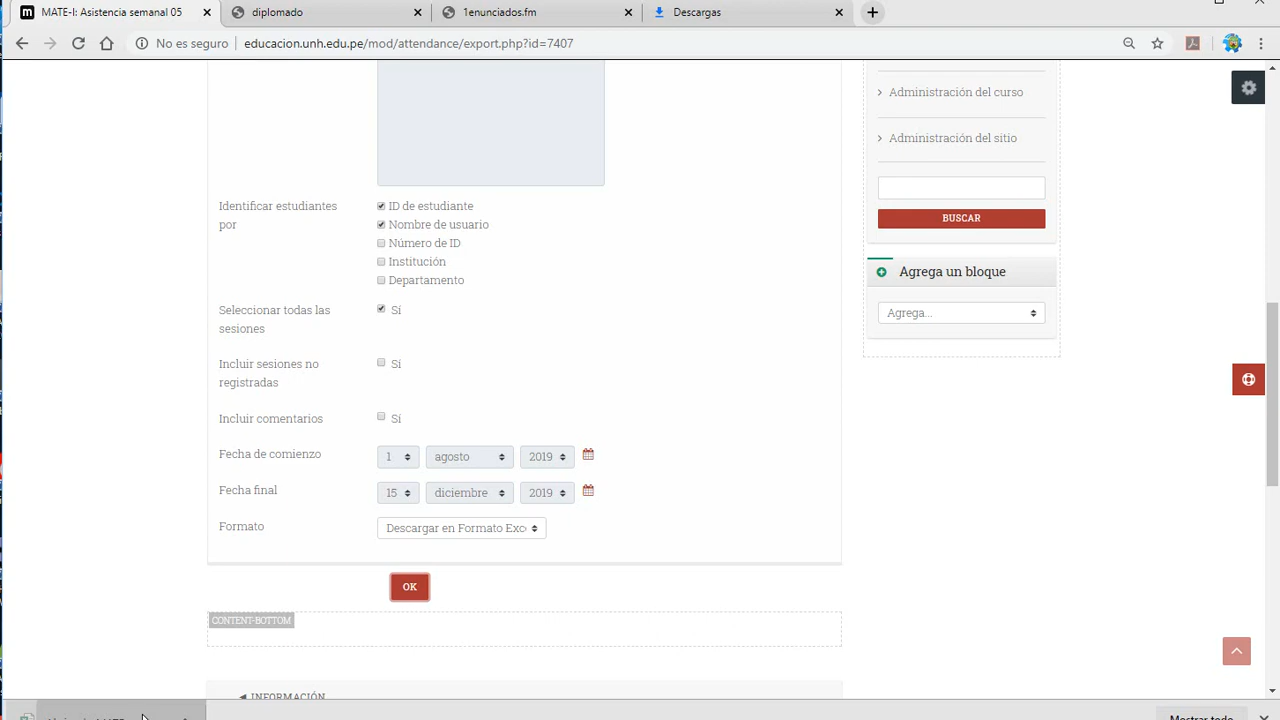 MATE-I: Asistencia semanal 05
diplomado
1enunciados.fm
Descargas
No es seguro
educacion.unh.edu.pe/mod/attendance/export.php?id=7407
Administración del curso
Administración del sitio
BUSCAR
Agrega un bloque
Agrega...
Identificar estudiantes
por
ID de estudiante
Nombre de usuario
Número de ID
Institución
Departamento
Seleccionar todas las
sesiones
Sí
Incluir sesiones no
registradas
Sí
Incluir comentarios
Sí
Fecha de comienzo
1 agosto 2019
Fecha final
15 diciembre 2019
Formato
Descargar en Formato Exc
OK
CONTENT-BOTTOM
◄ INFORMACIÓN
Mostrar todo